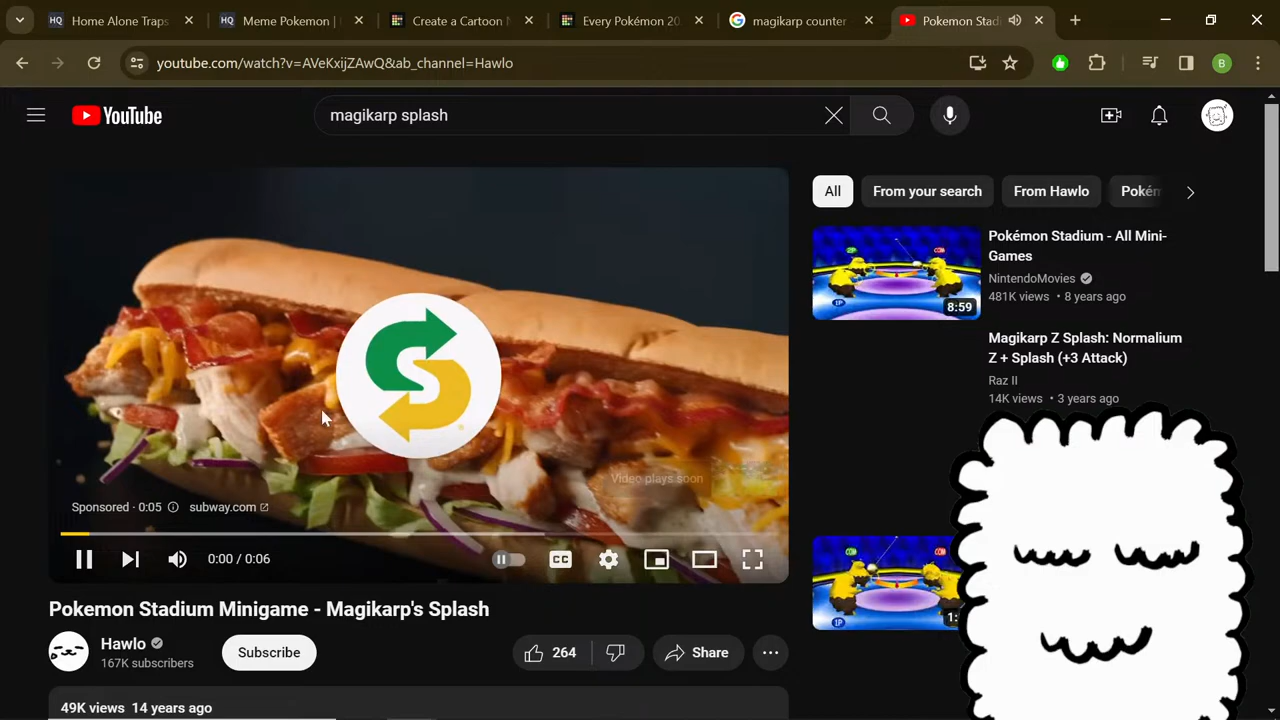 Home Alone Traps
Meme Pokemon |
Create a Cartoon
Every Pokémon 20
magikarp counter
Pokemon Stadi
youtube.com/watch?v=AVeKxijZAwQ&ab_channel=Hawlo
B
YouTube
magikarp splash
All
From your search
From Hawlo
Pokém
Pokémon Stadium - All Mini-
Games
NintendoMovies
481K views • 8 years ago
8:59
Magikarp Z Splash: Normalium
Z + Splash (+3 Attack)
Raz II
14K views • 3 years ago
Video plays soon
Sponsored · 0:05
subway.com
0:00 / 0:06
CC
1:
Pokemon Stadium Minigame - Magikarp's Splash
Hawlo
167K subscribers
Subscribe
264
Share
49K views 14 years ago